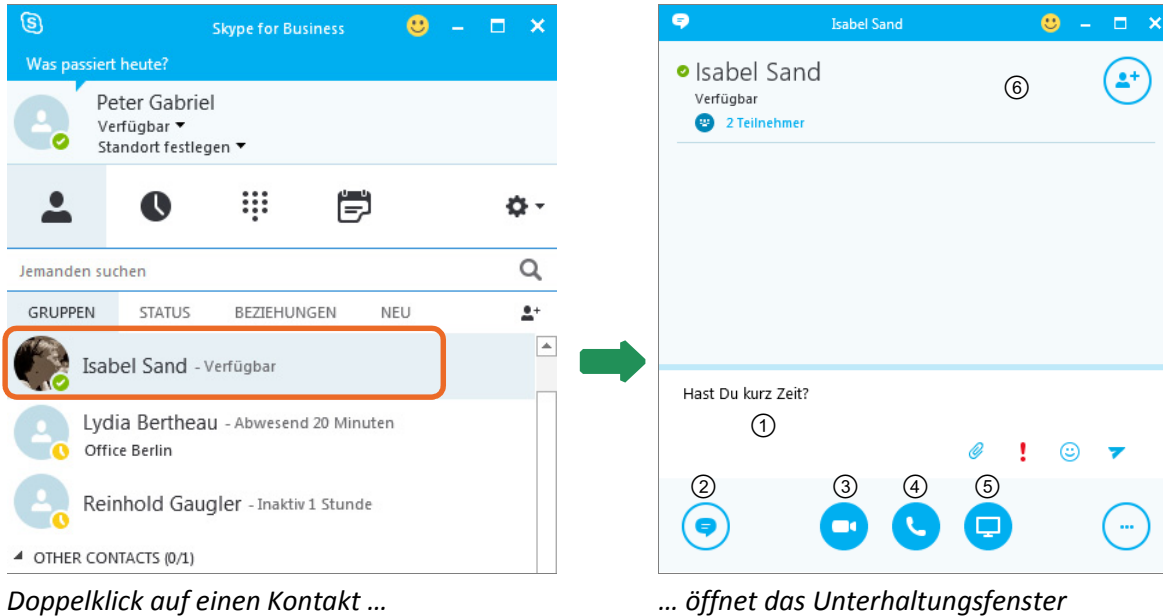 Skype for Business
Was passiert heute?
Peter Gabriel
Verfügbar
Standort festlegen
Jemanden suchen
GRUPPEN STATUS BEZIEHUNGEN NEU
Isabel Sand - Verfügbar
Lydia Bertheau - Abwesend 20 Minuten
Office Berlin
Reinhold Gaugler - Inaktiv 1 Stunde
OTHER CONTACTS (0/1)
Doppelklick auf einen Kontakt ...
Isabel Sand
Isabel Sand
Verfügbar
⑥
2 Teilnehmer
Hast Du kurz Zeit?
①
② ③ ④ ⑤
... öffnet das Unterhaltungsfenster